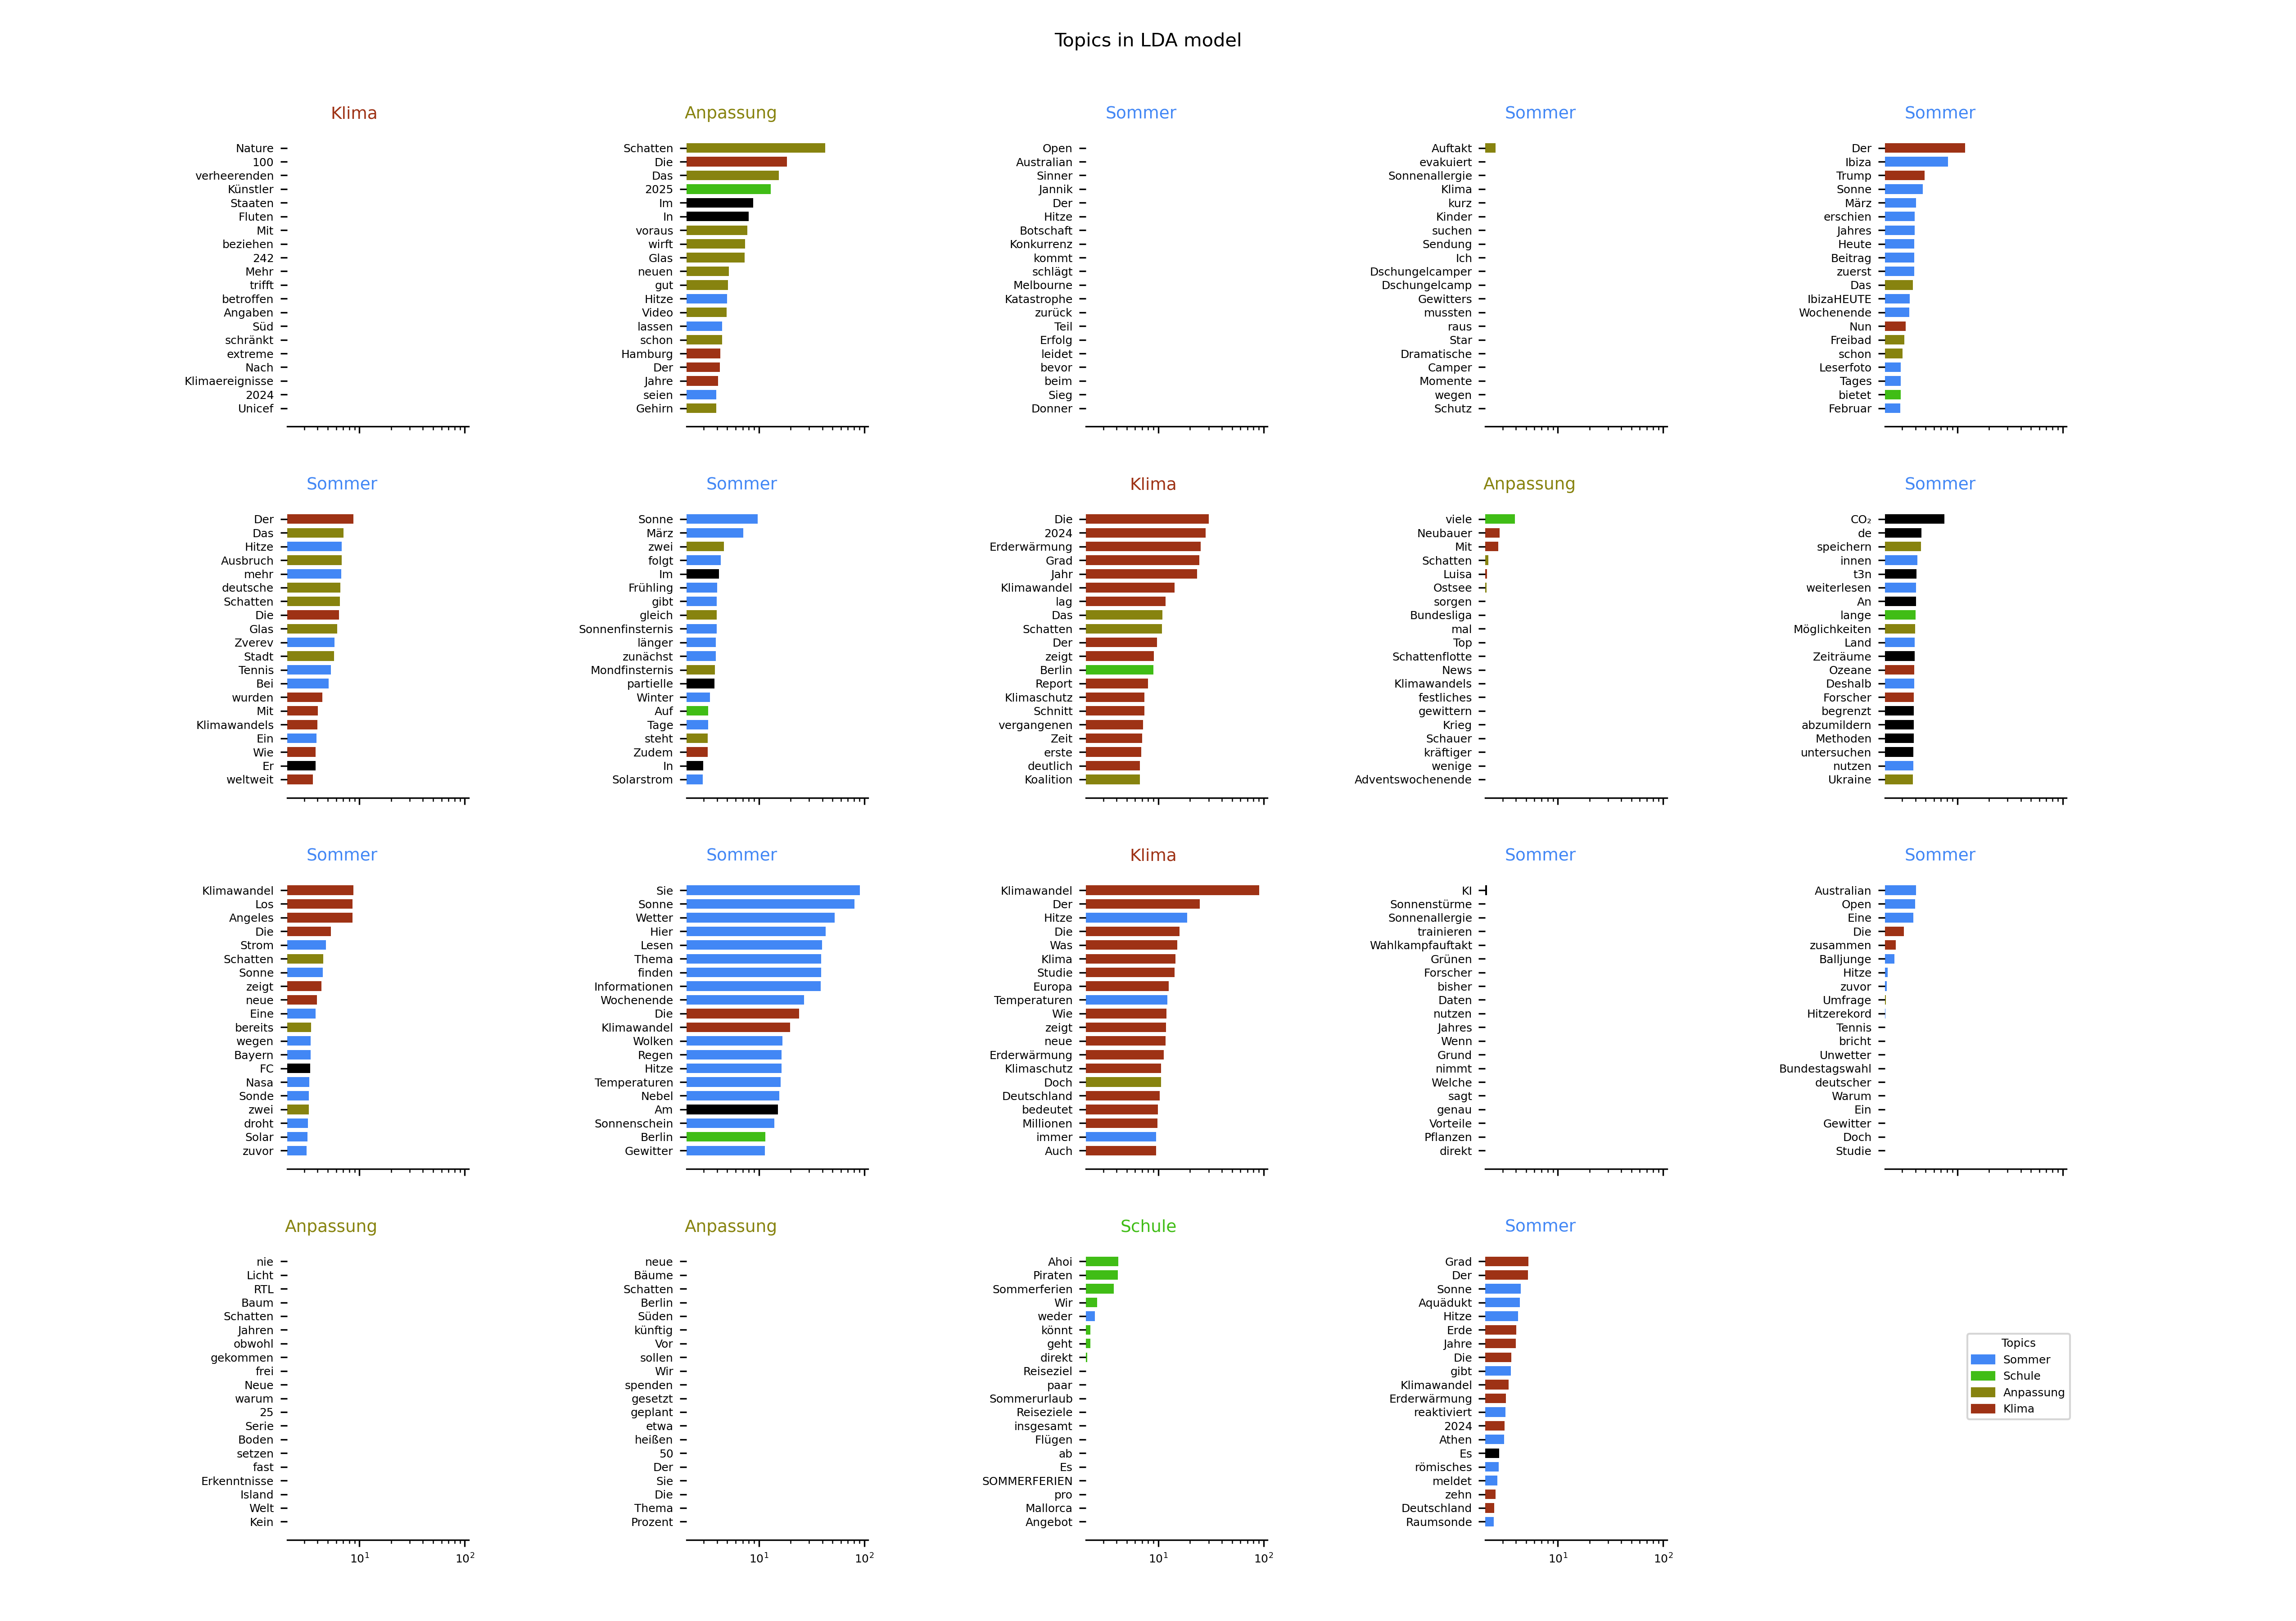 Topics in LDA model
Klima
Nature
100
verheerenden
Künstler
Staaten
Fluten
Mit
beziehen
242
Mehr
trifft
betroffen
Angaben
Süd
schränkt
extreme
Nach
Klimaereignisse
2024
Unicef
Anpassung
Schatten
Die
Das
2025
Im
In
voraus
wirft
Glas
neuen
gut
Hitze
Video
lassen
schon
Hamburg
Der
Jahre
seien
Gehirn
Sommer
Open
Australian
Sinner
Jannik
Der
Hitze
Botschaft
Konkurrenz
kommt
schlägt
Melbourne
Katastrophe
zurück
Teil
Erfolg
leidet
bevor
beim
Sieg
Donner
Sommer
Auftakt
evakuiert
Sonnenallergie
Klima
kurz
Kinder
suchen
Sendung
Ich
Dschungelcamper
Dschungelcamp
Gewitters
mussten
raus
Star
Dramatische
Camper
Momente
wegen
Schutz
Sommer
Der
Ibiza
Trump
Sonne
März
erschien
Jahres
Heute
Beitrag
zuerst
Das
IbizaHEUTE
Wochenende
Nun
Freibad
schon
Leserfoto
Tages
bietet
Februar
Sommer
Der
Das
Hitze
Ausbruch
mehr
deutsche
Schatten
Die
Glas
Zverev
Stadt
Tennis
Bei
wurden
Mit
Klimawandels
Ein
Wie
Er
weltweit
Sommer
Sonne
März
zwei
folgt
Im
Frühling
gibt
gleich
Sonnenfinsternis
länger
zunächst
Mondfinsternis
partielle
Winter
Auf
Tage
steht
Zudem
In
Solarstrom
Klima
Die
2024
Erderwärmung
Grad
Jahr
Klimawandel
lag
Das
Schatten
Der
zeigt
Berlin
Report
Klimaschutz
Schnitt
vergangenen
Zeit
erste
deutlich
Koalition
Anpassung
viele
Neubauer
Mit
Schatten
Luisa
Ostsee
sorgen
Bundesliga
mal
Top
Schattenflotte
News
Klimawandels
festliches
gewittern
Krieg
Schauer
kräftiger
wenige
Adventswochenende
Sommer
CO₂
de
speichern
innen
t3n
weiterlesen
An
lange
Möglichkeiten
Land
Zeiträume
Ozeane
Deshalb
Forscher
begrenzt
abzumildern
Methoden
untersuchen
nutzen
Ukraine
Sommer
Klimawandel
Los
Angeles
Die
Strom
Schatten
Sonne
zeigt
neue
Eine
bereits
wegen
Bayern
FC
Nasa
Sonde
zwei
droht
Solar
zuvor
Sommer
Sie
Sonne
Wetter
Hier
Lesen
Thema
finden
Informationen
Wochenende
Die
Klimawandel
Wolken
Regen
Hitze
Temperaturen
Nebel
Am
Sonnenschein
Berlin
Gewitter
Klima
Klimawandel
Der
Hitze
Die
Was
Klima
Studie
Europa
Temperaturen
Wie
zeigt
neue
Erderwärmung
Klimaschutz
Doch
Deutschland
bedeutet
Millionen
immer
Auch
Sommer
KI
Sonnenstürme
Sonnenallergie
trainieren
Wahlkampfauftakt
Grünen
Forscher
bisher
Daten
nutzen
Jahres
Wenn
Grund
nimmt
Welche
sagt
genau
Vorteile
Pflanzen
direkt
Sommer
Australian
Open
Eine
Die
zusammen
Balljunge
Hitze
zuvor
Umfrage
Hitzerekord
Tennis
bricht
Unwetter
Bundestagswahl
deutscher
Warum
Ein
Gewitter
Doch
Studie
Anpassung
nie
Licht
RTL
Baum
Schatten
Jahren
obwohl
gekommen
frei
Neue
warum
25
Serie
Boden
setzen
fast
Erkenntnisse
Island
Welt
Kein
10¹ 10²
Anpassung
neue
Bäume
Schatten
Berlin
Süden
künftig
Vor
sollen
Wir
spenden
gesetzt
geplant
etwa
heißen
50
Der
Sie
Die
Thema
Prozent
10¹ 10²
Schule
Ahoi
Piraten
Sommerferien
Wir
weder
könnt
geht
direkt
Reiseziel
paar
Sommerurlaub
Reiseziele
insgesamt
Flügen
ab
Es
SOMMERFERIEN
pro
Mallorca
Angebot
10¹ 10²
Sommer
Grad
Der
Sonne
Aquädukt
Hitze
Erde
Jahre
Die
gibt
Klimawandel
Erderwärmung
reaktiviert
2024
Athen
Es
römisches
meldet
zehn
Deutschland
Raumsonde
10¹ 10²
Topics
Sommer
Schule
Anpassung
Klima